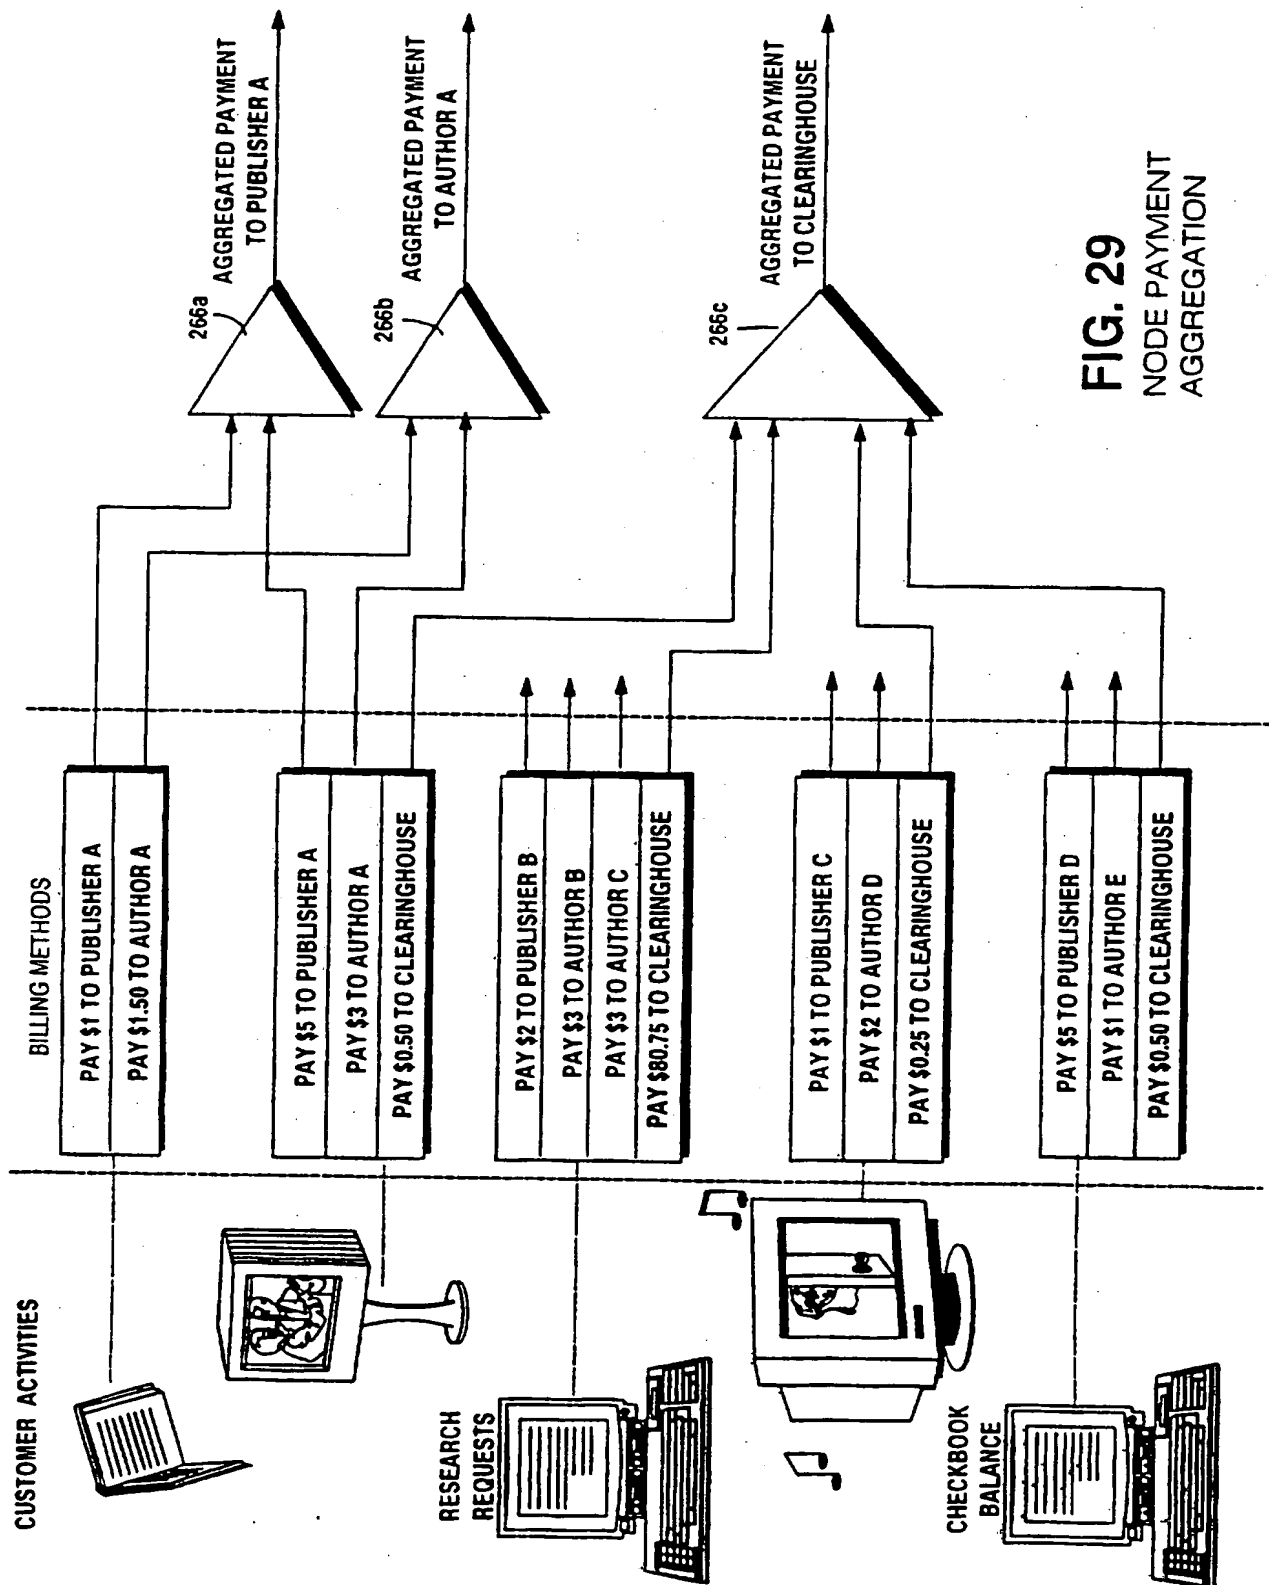 CUSTOMER ACTIVITIES
RESEARCH
REQUESTS
CHECKBOOK
BALANCE
BILLING METHODS
PAY $1 TO PUBLISHER A
PAY $1.50 TO AUTHOR A
PAY $5 TO PUBLISHER A
PAY $3 TO AUTHOR A
PAY $0.50 TO CLEARINGHOUSE
PAY $2 TO PUBLISHER B
PAY $3 TO AUTHOR B
PAY $3 TO AUTHOR C
PAY $80.75 TO CLEARINGHOUSE
PAY $1 TO PUBLISHER C
PAY $2 TO AUTHOR D
PAY $0.25 TO CLEARINGHOUSE
PAY $5 TO PUBLISHER D
PAY $1 TO AUTHOR E
PAY $0.50 TO CLEARINGHOUSE
266a
AGGREGATED PAYMENT
TO PUBLISHER A
266b
AGGREGATED PAYMENT
TO AUTHOR A
266c
AGGREGATED PAYMENT
TO CLEARINGHOUSE
FIG. 29
NODE PAYMENT
AGGREGATION